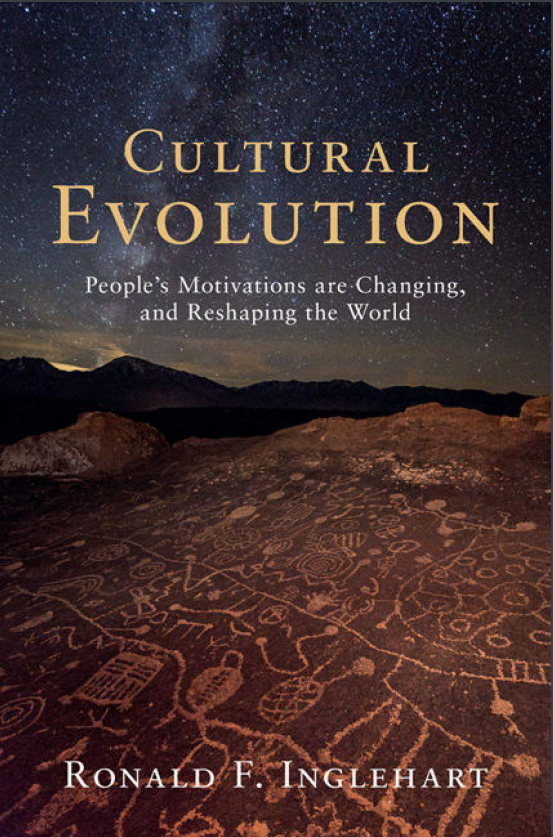 CULTURAL
EVOLUTION
People's Motivations are Changing,
and Reshaping the World
RONALD F. INGLEHART